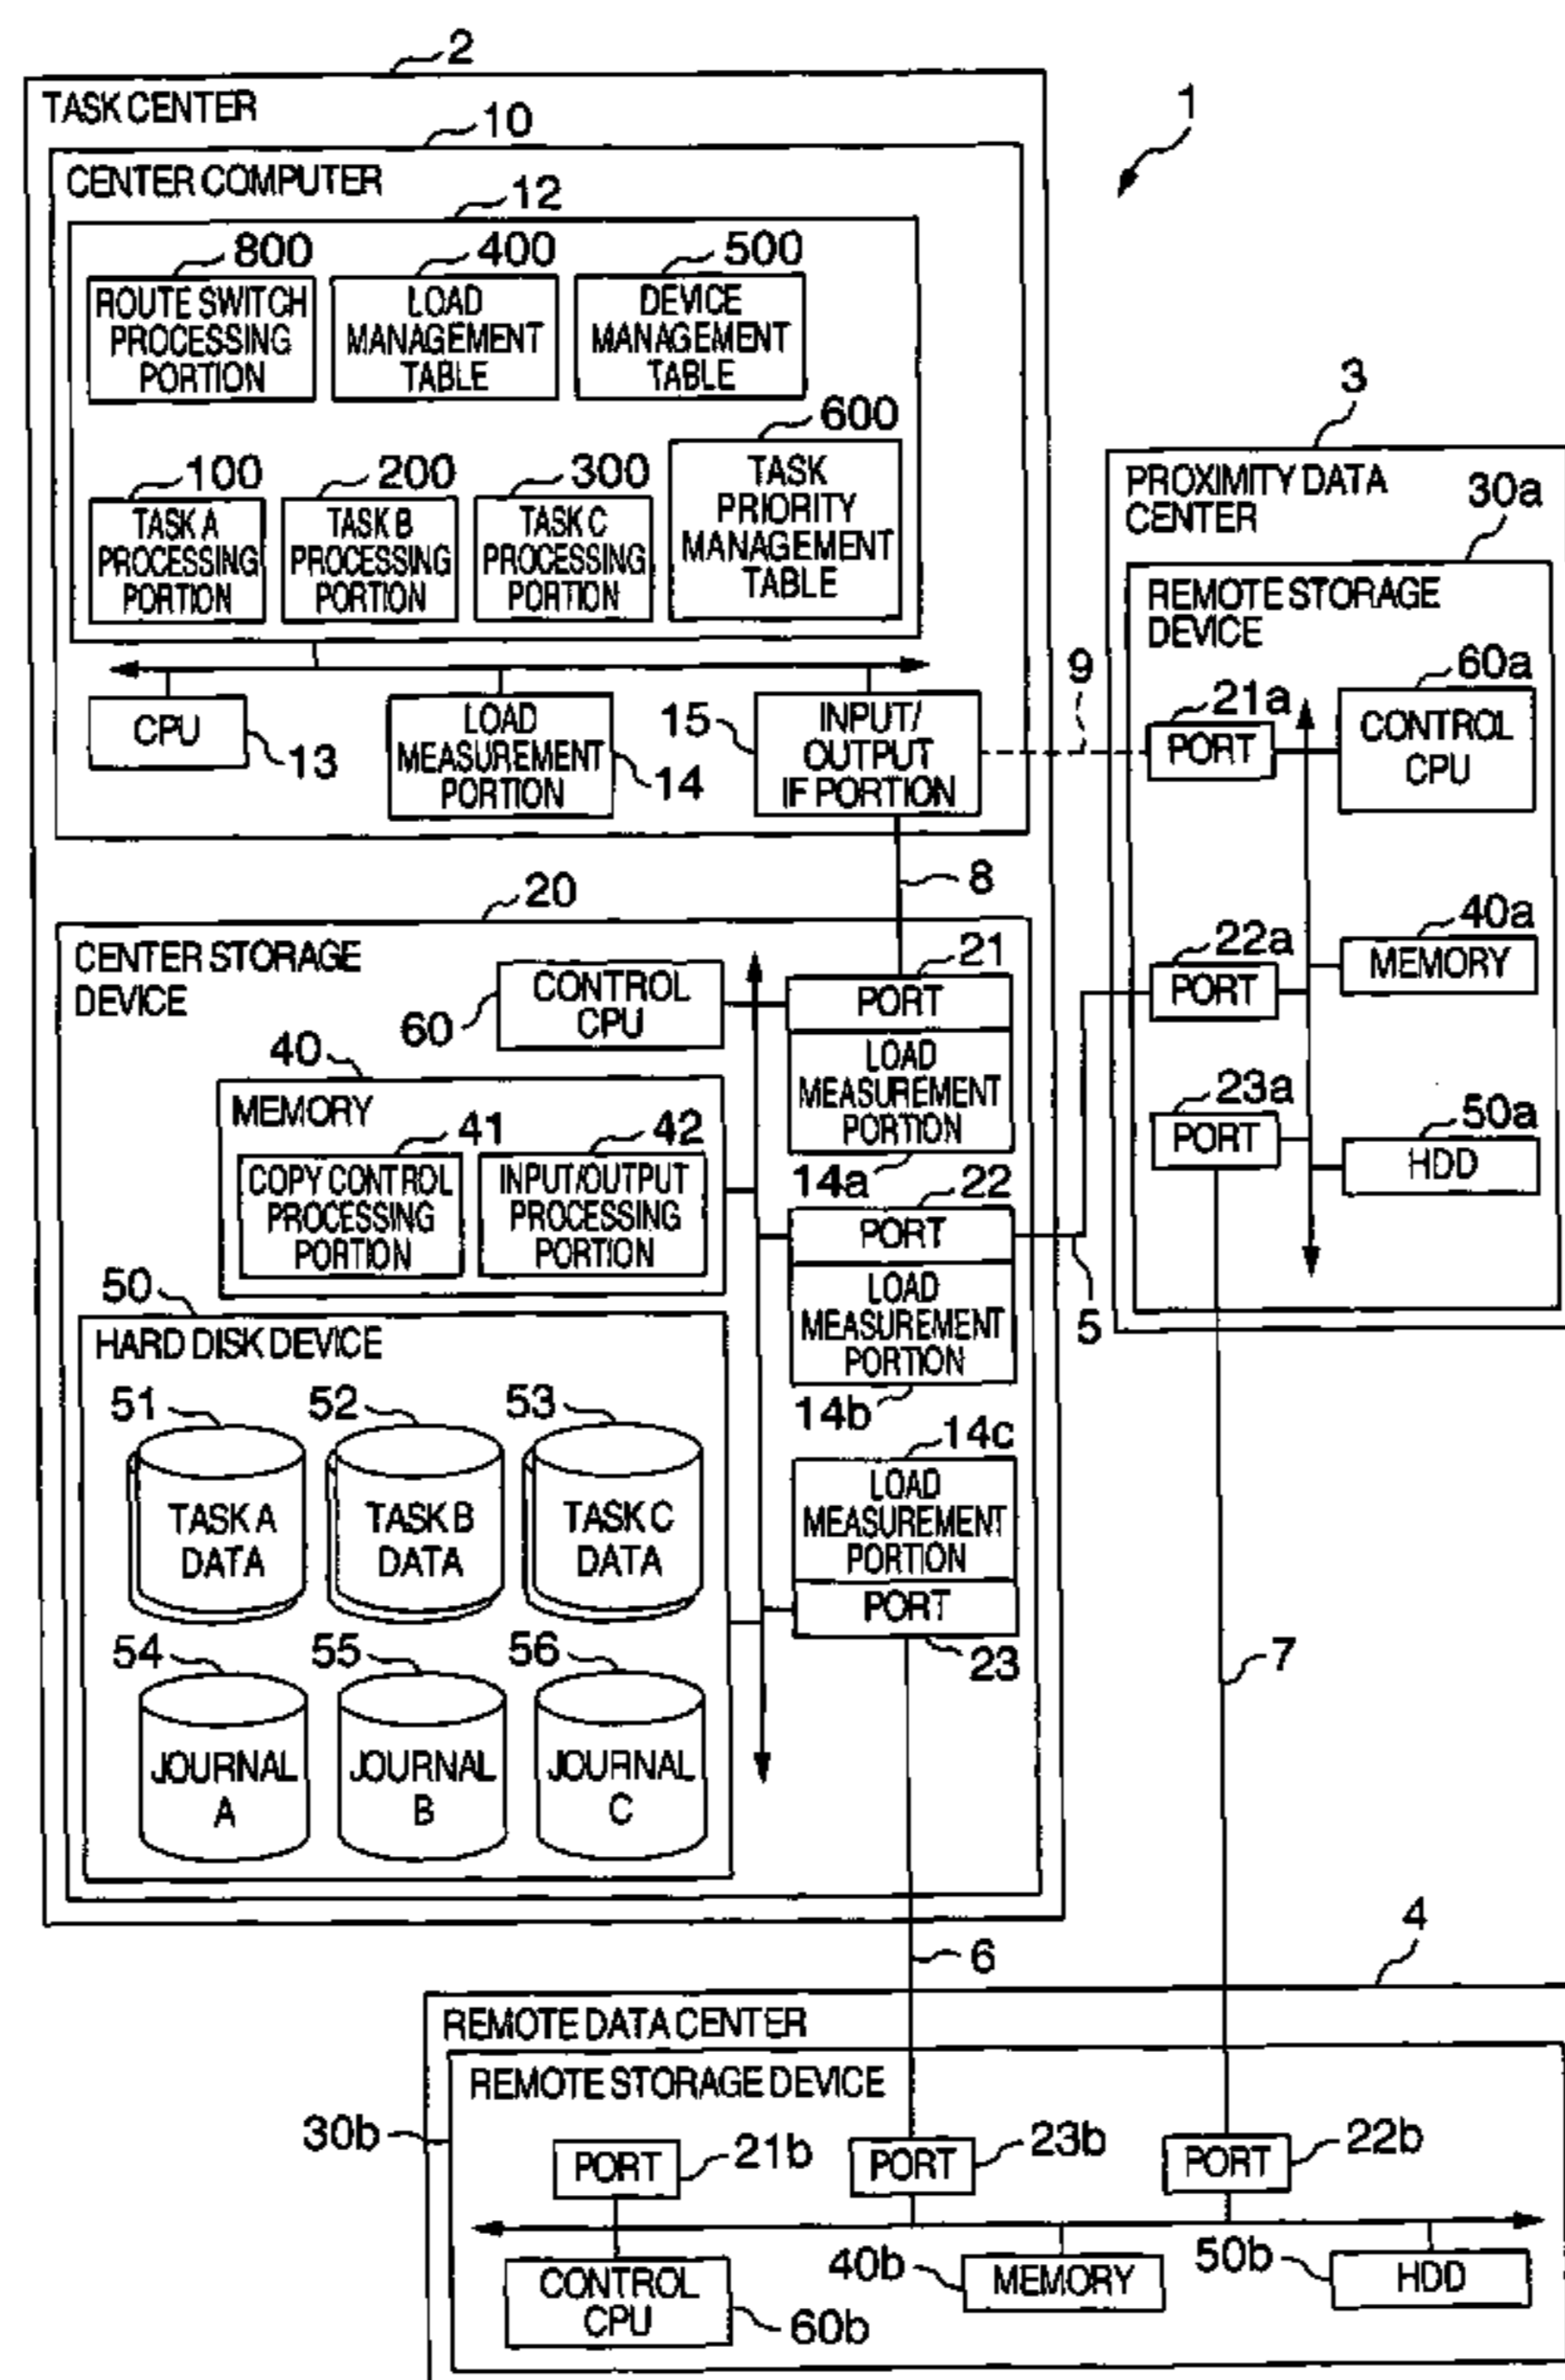 2
TASK CENTER
10
CENTER COMPUTER
12
800
ROUTE SWITCH
PROCESSING
PORTION
400
LOAD
MANAGEMENT
TABLE
500
DEVICE
MANAGEMENT
TABLE
100
TASK A
PROCESSING
PORTION
200
TASK B
PROCESSING
PORTION
300
TASK C
PROCESSING
PORTION
600
TASK
PRIORITY
MANAGEMENT
TABLE
CPU
13
LOAD
MEASUREMENT
PORTION
14
15
INPUT/
OUTPUT
IF PORTION
9
8
1
3
PROXIMITY DATA
CENTER
30a
REMOTE STORAGE
DEVICE
21a
PORT
60a
CONTROL
CPU
22a
PORT
40a
MEMORY
23a
PORT
50a
HDD
20
CENTER STORAGE
DEVICE
60
CONTROL
CPU
21
PORT
LOAD
MEASUREMENT
PORTION
14a
40
MEMORY
41
COPY CONTROL
PROCESSING
PORTION
42
INPUT/OUTPUT
PROCESSING
PORTION
22
PORT
LOAD
MEASUREMENT
PORTION
14b
5
50
HARD DISK DEVICE
51
TASK A
DATA
52
TASK B
DATA
53
TASK C
DATA
54
JOURNAL
A
55
JOURNAL
B
56
JOURNAL
C
14c
LOAD
MEASUREMENT
PORTION
PORT
23
7
6
4
REMOTE DATA CENTER
REMOTE STORAGE DEVICE
30b
PORT
21b
PORT
23b
PORT
22b
CONTROL
CPU
60b
40b
MEMORY
50b
HDD